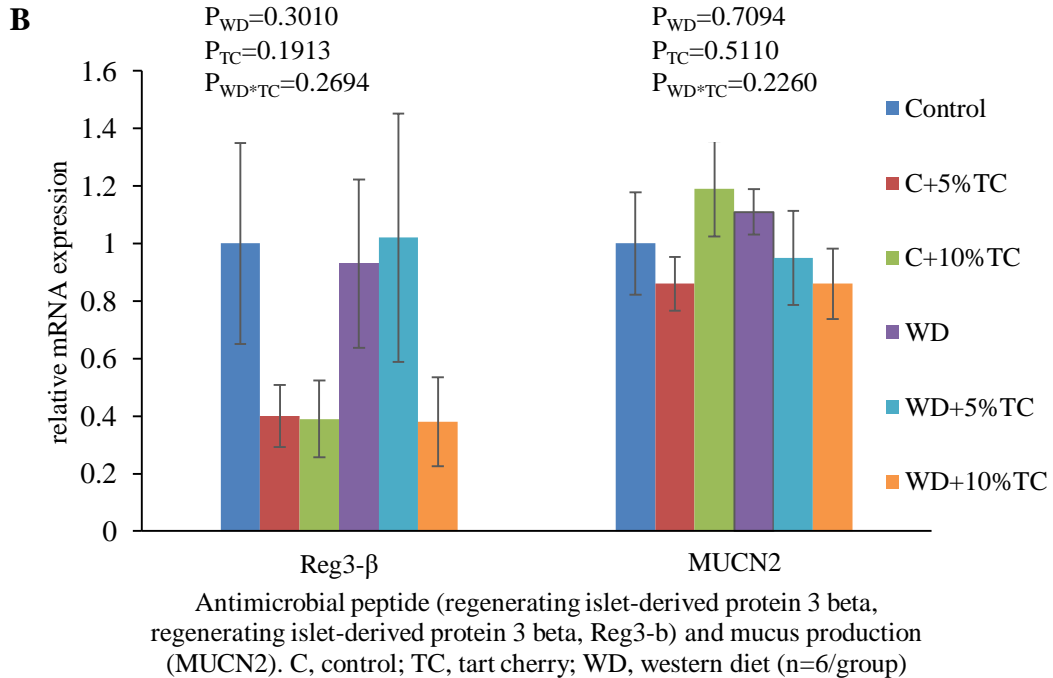 B
P_WD=0.3010
P_TC=0.1913
P_WD*TC=0.2694
P_WD=0.7094
P_TC=0.5110
P_WD*TC=0.2260
relative mRNA expression
1.6
1.4
1.2
1
0.8
0.6
0.4
0.2
0
Control
C+5%TC
C+10%TC
WD
WD+5%TC
WD+10%TC
Reg3-β
MUCN2
Antimicrobial peptide (regenerating islet-derived protein 3 beta,
regenerating islet-derived protein 3 beta, Reg3-b) and mucus production
(MUCN2). C, control; TC, tart cherry; WD, western diet (n=6/group)